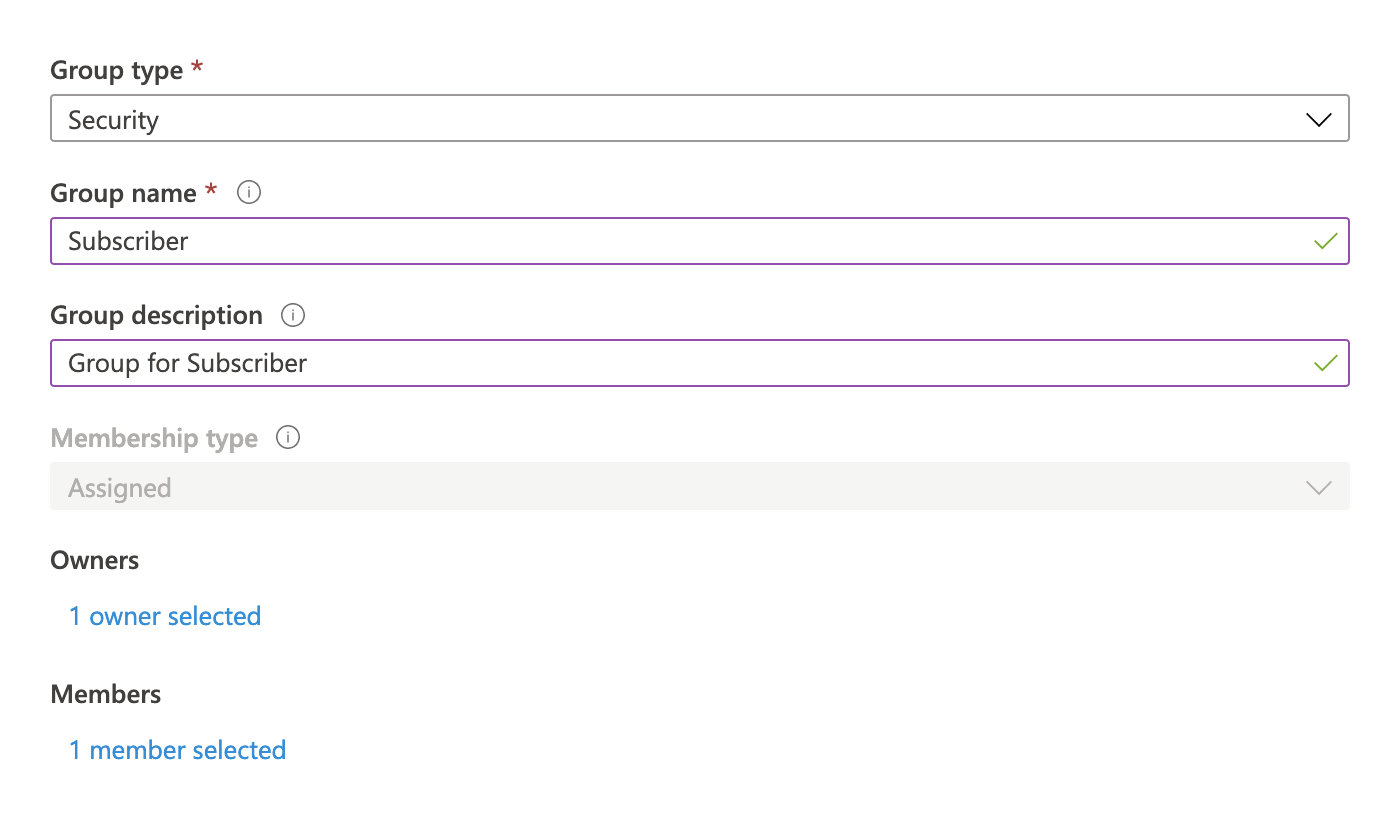 Group type *
Security
Group name *
Subscriber
Group description
Group for Subscriber
Membership type
Assigned
Owners
1 owner selected
Members
1 member selected